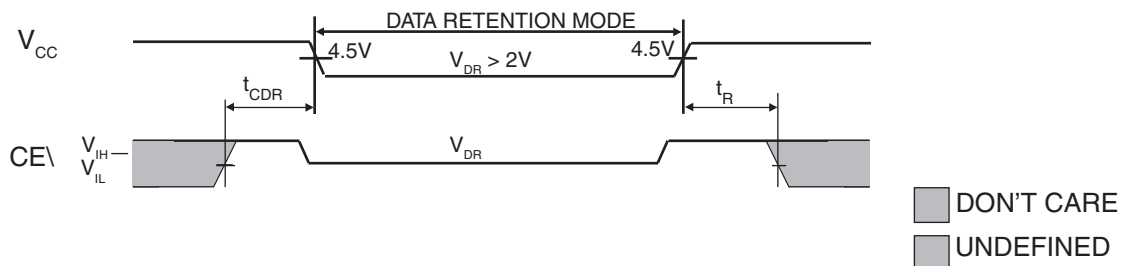 DATA RETENTION MODE
VCC
4.5V
VDR > 2V
4.5V
tCDR
tR
CE\
VIH
VIL
VDR
DON'T CARE
UNDEFINED